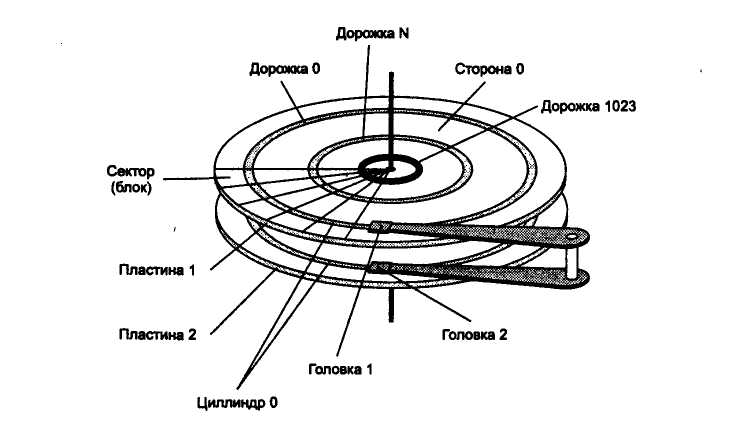 Дорожка N
Дорожка 0
Сторона 0
Дорожка 1023
Сектор
(блок)
Пластина 1
Пластина 2
Головка 2
Головка 1
Циллиндр 0